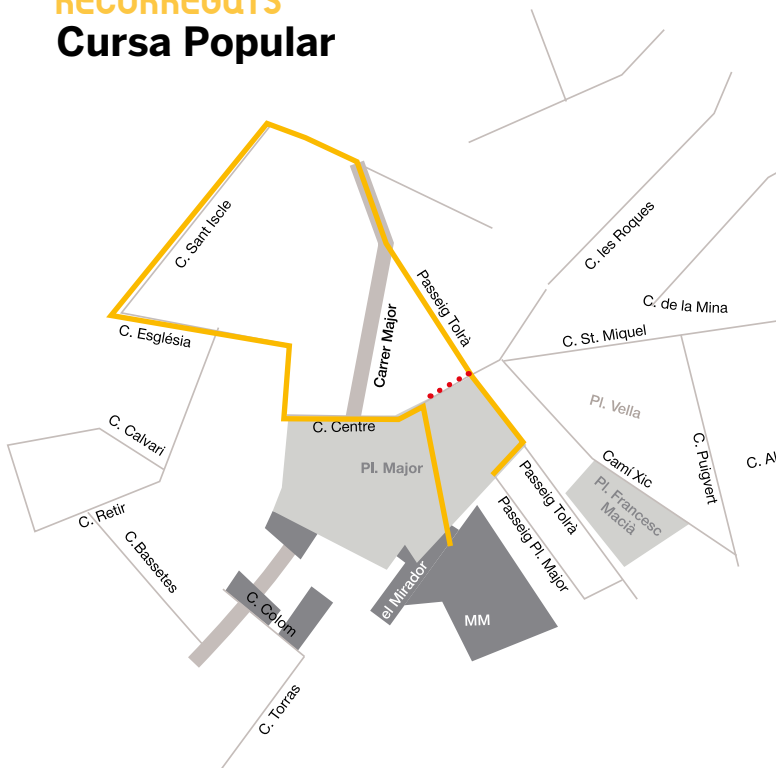 RECORREGUTS
Cursa Popular
C. Sant Iscle
C. les Roques
Passeig Tolrà
C. de la Mina
C. Església
Carrer Major
C. St. Miquel
Pl. Vella
C. Calvari
C. Centre
Pl. Major
Camí Xic
C. Puigvert
Passeig Tolrà
Pl. Francesc
Macià
C. Retir
Passeig Pl. Major
C.Bassetes
el Mirador
C. Colom
MM
C. Torras